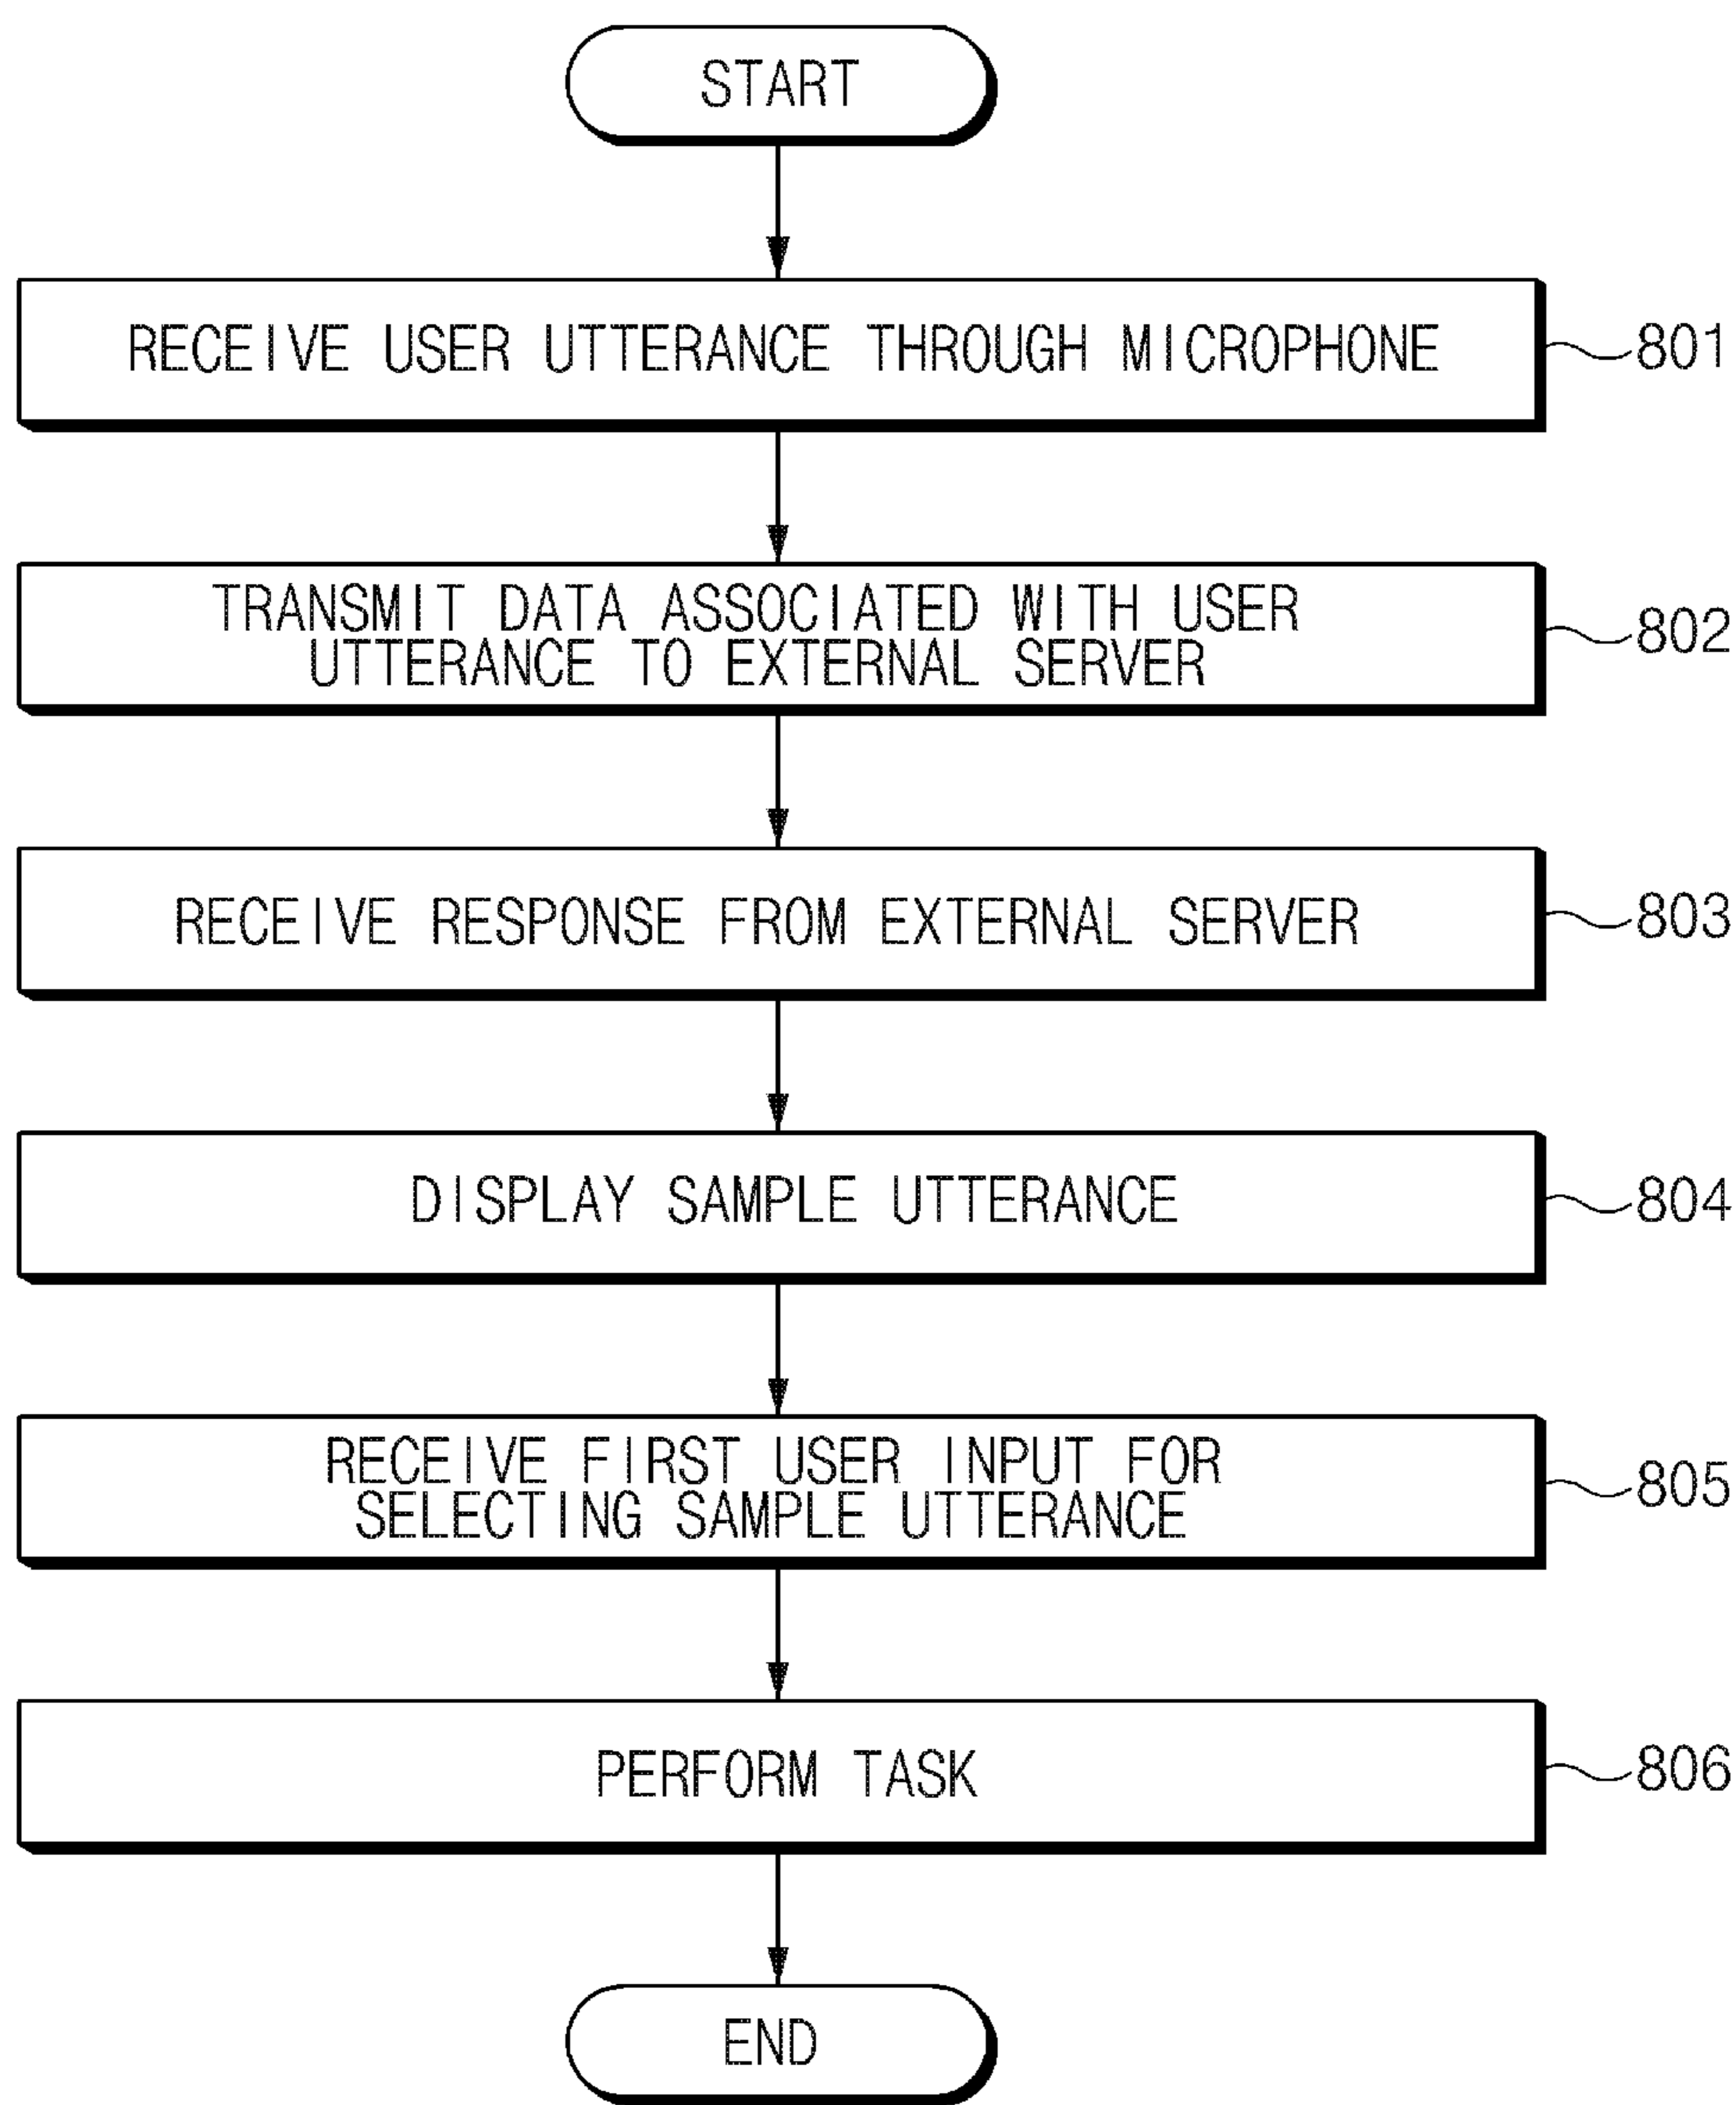 START
RECEIVE USER UTTERANCE THROUGH MICROPHONE
801
TRANSMIT DATA ASSOCIATED WITH USER
UTTERANCE TO EXTERNAL SERVER
802
RECEIVE RESPONSE FROM EXTERNAL SERVER
803
DISPLAY SAMPLE UTTERANCE
804
RECEIVE FIRST USER INPUT FOR
SELECTING SAMPLE UTTERANCE
805
PERFORM TASK
806
END